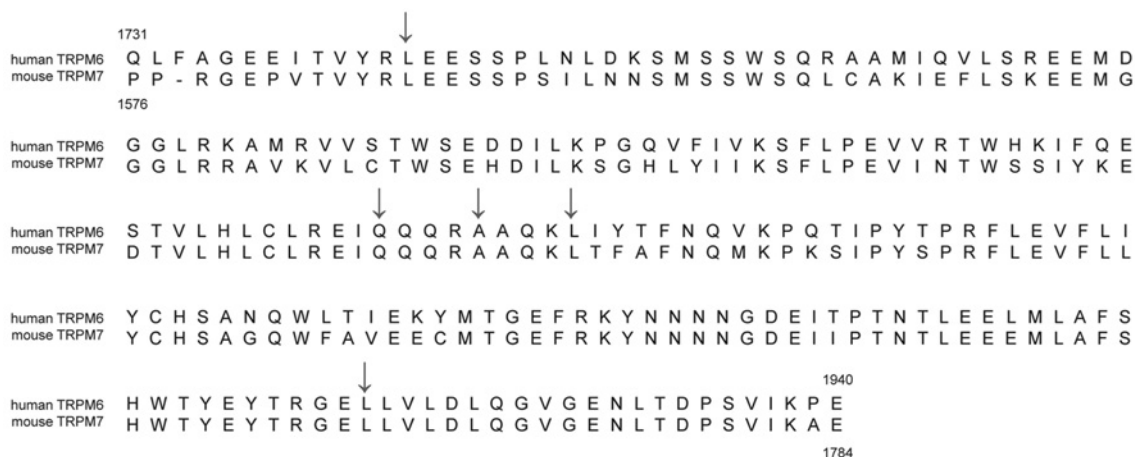 1731
human TRPM6 Q L F A G E E I T V Y R L E E S S P L N L D K S M S S W S Q R A A M I Q V L S R E E M D
mouse TRPM7 P P - R G E P V T V Y R L E E S S P S I L N N S M S S W S Q L C A K I E F L S K E E M G
1576
human TRPM6 G G L R K A M R V V S T W S E D D I L K P G Q V F I V K S F L P E V V R T W H K I F Q E
mouse TRPM7 G G L R R A V K V L C T W S E H D I L K S G H L Y I I K S F L P E V I N T W S S I Y K E
human TRPM6 S T V L H L C L R E I Q Q Q R A A Q K L I Y T F N Q V K P Q T I P Y T P R F L E V F L I
mouse TRPM7 D T V L H L C L R E I Q Q Q R A A Q K L T F A F N Q M K P K S I P Y S P R F L E V F L L
human TRPM6 Y C H S A N Q W L T I E K Y M T G E F R K Y N N N N G D E I T P T N T L E E L M L A F S
mouse TRPM7 Y C H S A G Q W F A V E E C M T G E F R K Y N N N N G D E I I P T N T L E E E M L A F S
1940
human TRPM6 H W T Y E Y T R G E L L V L D L Q G V G E N L T D P S V I K P E
mouse TRPM7 H W T Y E Y T R G E L L V L D L Q G V G E N L T D P S V I K A E
1784